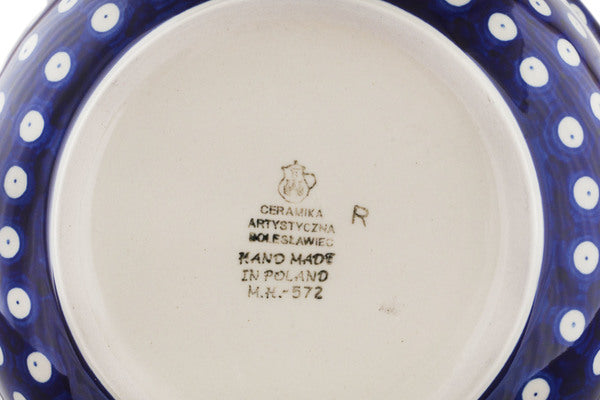 CERAMIKA
ARTYSTYCZNA
BOLESŁAWIEC
R
HAND MADE
IN POLAND
M.K.-572